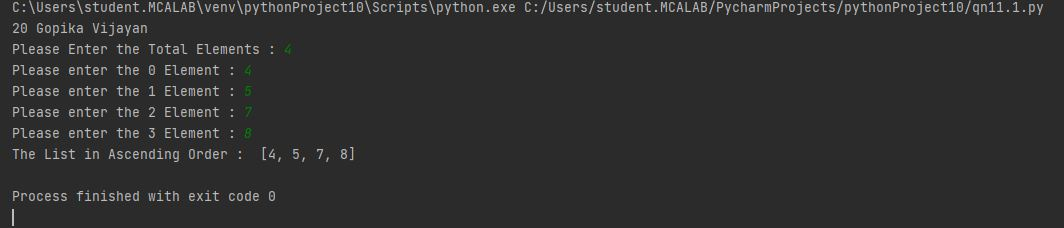 C:\Users\student.MCALAB\venv\pythonProject10\Scripts\python.exe C:/Users/student.MCALAB/PycharmProjects/pythonProject10/qn11.1.py
20 Gopika Vijayan
Please Enter the Total Elements : 4
Please enter the 0 Element : 4
Please enter the 1 Element : 5
Please enter the 2 Element : 7
Please enter the 3 Element : 8
The List in Ascending Order :  [4, 5, 7, 8]
Process finished with exit code 0